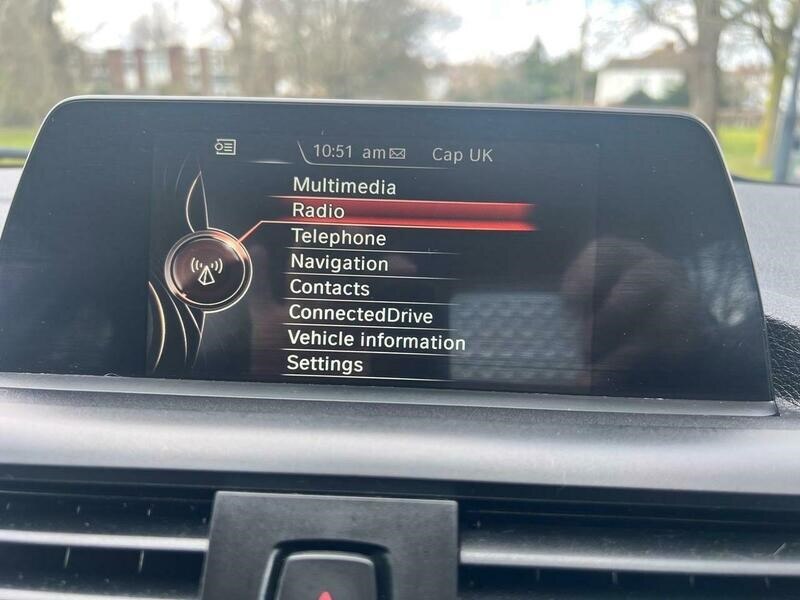 10:51 am Cap UK
Multimedia
Radio
Telephone
Navigation
Contacts
ConnectedDrive
Vehicle information
Settings